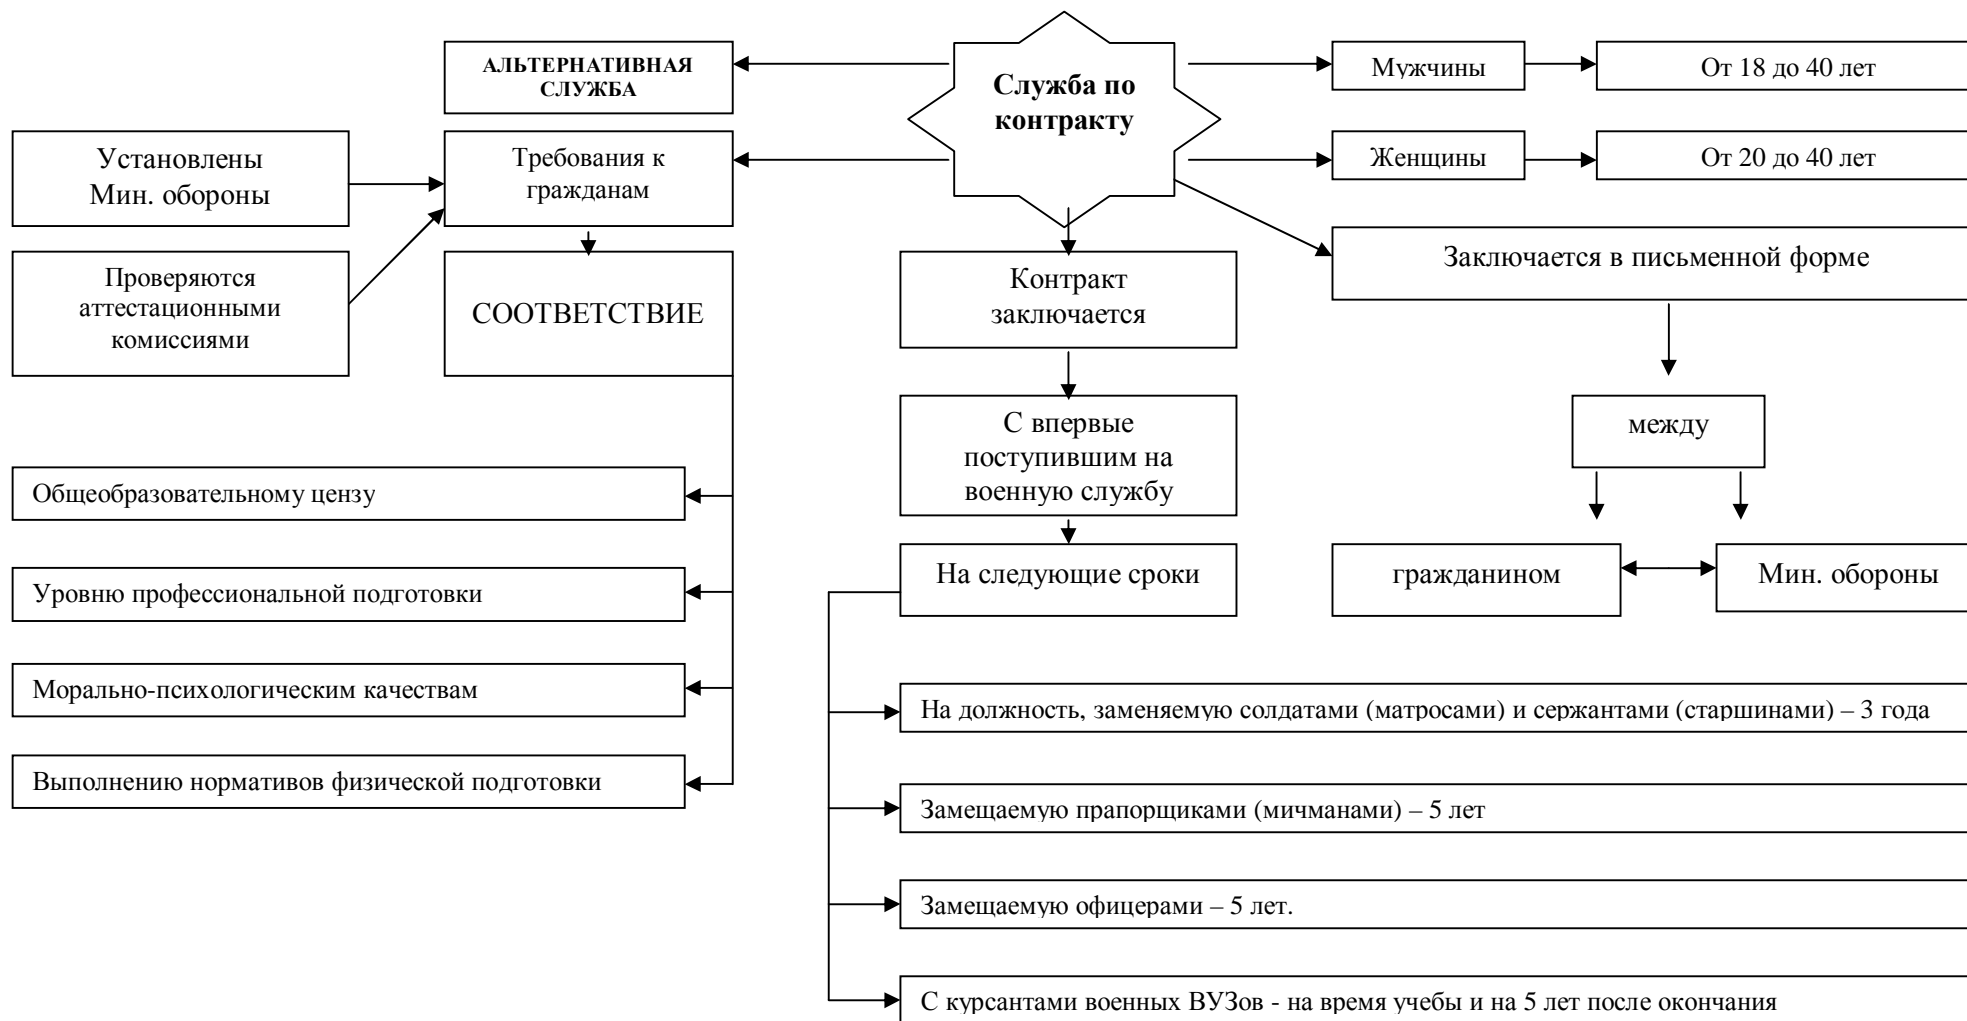 АЛЬТЕРНАТИВНАЯ
СЛУЖБА
Служба по
контракту
Мужчины
От 18 до 40 лет
Установлены
Мин. обороны
Требования к
гражданам
Женщины
От 20 до 40 лет
Проверяются
аттестационными
комиссиями
СООТВЕТСТВИЕ
Контракт
заключается
Заключается в письменной форме
С впервые
поступившим на
военную службу
между
Общеобразовательному цензу
Уровню профессиональной подготовки
Морально-психологическим качествам
Выполнению нормативов физической подготовки
На следующие сроки
гражданином
Мин. обороны
На должность, заменяемую солдатами (матросами) и сержантами (старшинами) – 3 года
Замещаемую прапорщиками (мичманами) – 5 лет
Замещаемую офицерами – 5 лет.
С курсантами военных ВУЗов - на время учебы и на 5 лет после окончания